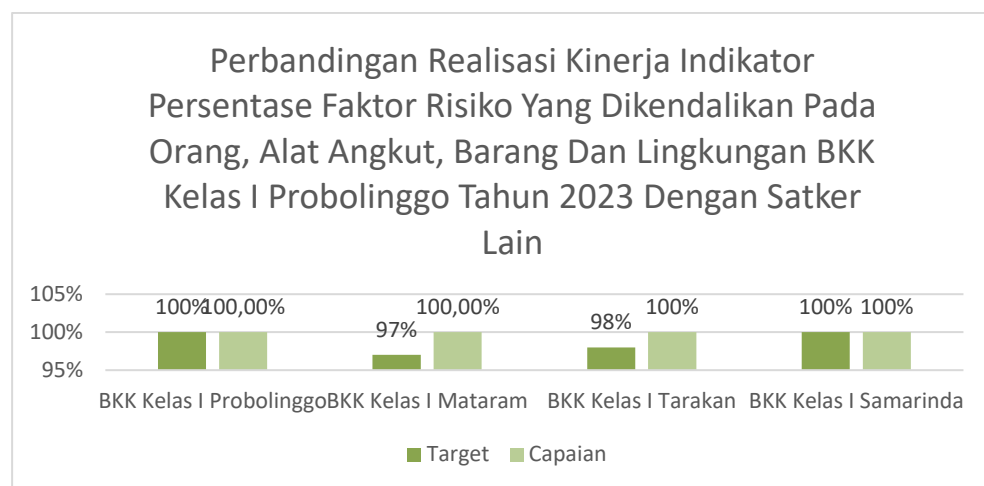 Perbandingan Realisasi Kinerja Indikator
Persentase Faktor Risiko Yang Dikendalikan Pada
Orang, Alat Angkut, Barang Dan Lingkungan BKK
Kelas I Probolinggo Tahun 2023 Dengan Satker
Lain
105%
100%
95%
100% 100,00%
97% 100,00%
98% 100%
100% 100%
BKK Kelas I Probolinggo BKK Kelas I Mataram BKK Kelas I Tarakan BKK Kelas I Samarinda
Target Capaian